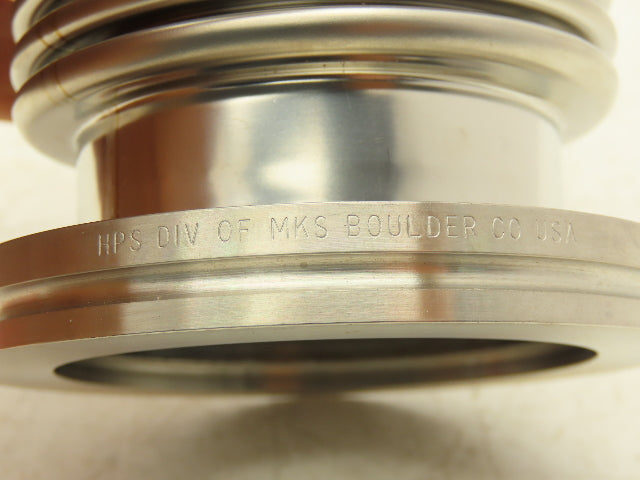 HPS DIV OF MKS BOULDER CO USA